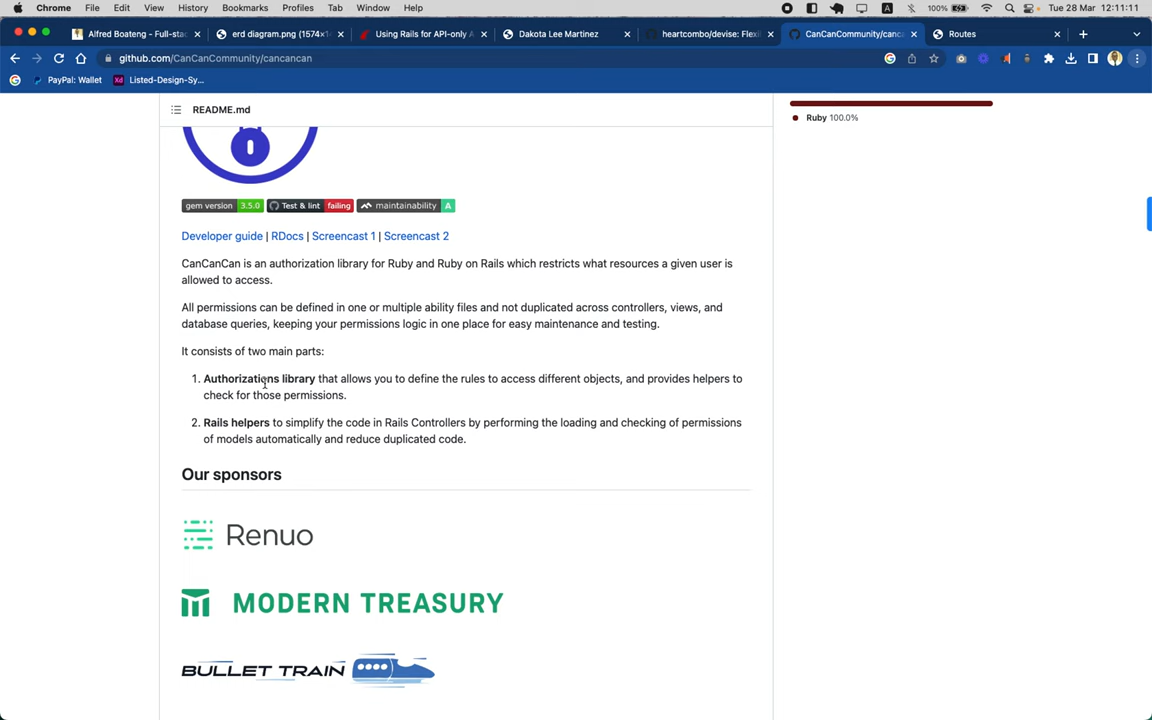 Chrome File Edit View History Bookmarks Profiles Tab Window Help A 100% Tue 28 Mar 12:11:11
Alfred Boateng - Full-sta erd diagram.png (1574×1 Using Rails for API-only A Dakota Lee Martinez heartcombo/devise: Flexi CanCanCommunity/canc Routes
github.com/CanCanCommunity/cancancan
PayPal: Wallet Xd Listed-Design-Sy...
README.md
Ruby 100.0%
gem version 3.5.0 Test & lint failing maintainability A
Developer guide | RDocs | Screencast 1 | Screencast 2
CanCanCan is an authorization library for Ruby and Ruby on Rails which restricts what resources a given user is
allowed to access.
All permissions can be defined in one or multiple ability files and not duplicated across controllers, views, and
database queries, keeping your permissions logic in one place for easy maintenance and testing.
It consists of two main parts:
1. Authorizations library that allows you to define the rules to access different objects, and provides helpers to
check for those permissions.
2. Rails helpers to simplify the code in Rails Controllers by performing the loading and checking of permissions
of models automatically and reduce duplicated code.
Our sponsors
Renuo
MODERN TREASURY
BULLET TRAIN